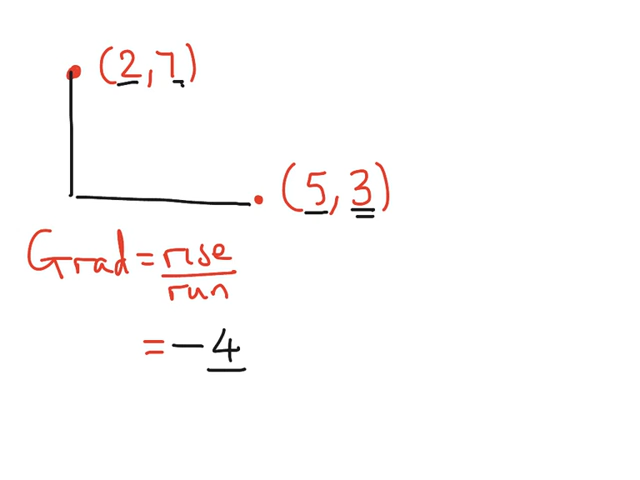 (2,7)
(5,3)
Grad = rise
run
= -4